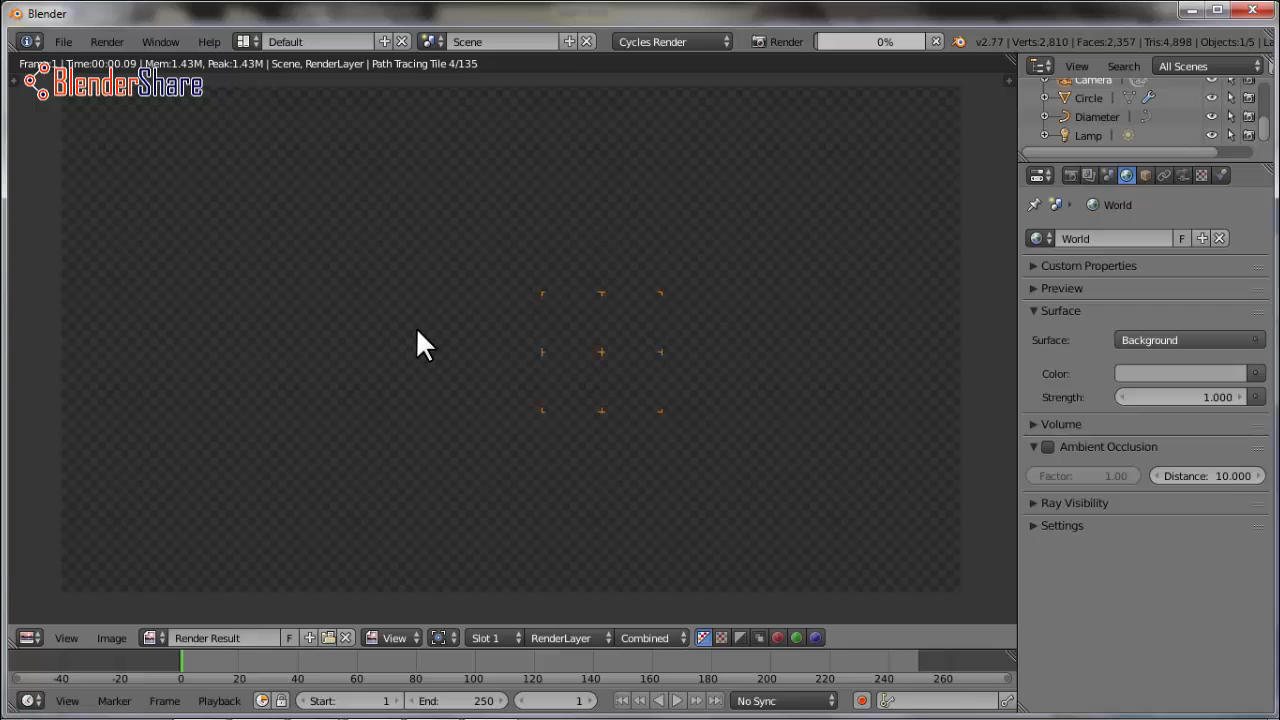 Blender
File Render Window Help Default Scene Cycles Render Render 0% v2.77 | Verts:2,810 | Faces:2,357 | Tris:4,898 | Objects:1/5 | La
Frame:1 | Time:00:00.09 | Mem:1.43M, Peak:1.43M | Scene, RenderLayer | Path Tracing Tile 4/135
BlenderShare
View Search All Scenes
Camera
Circle
Diameter
Lamp
World
World F
Custom Properties
Preview
Surface
Surface: Background
Color:
Strength: 1.000
Volume
Ambient Occlusion
Factor: 1.00 Distance: 10.000
Ray Visibility
Settings
View Image Render Result F View Slot 1 RenderLayer Combined
-40 -20 0 20 40 60 80 100 120 140 160 180 200 220 240 260
View Marker Frame Playback Start: 1 End: 250 1 No Sync